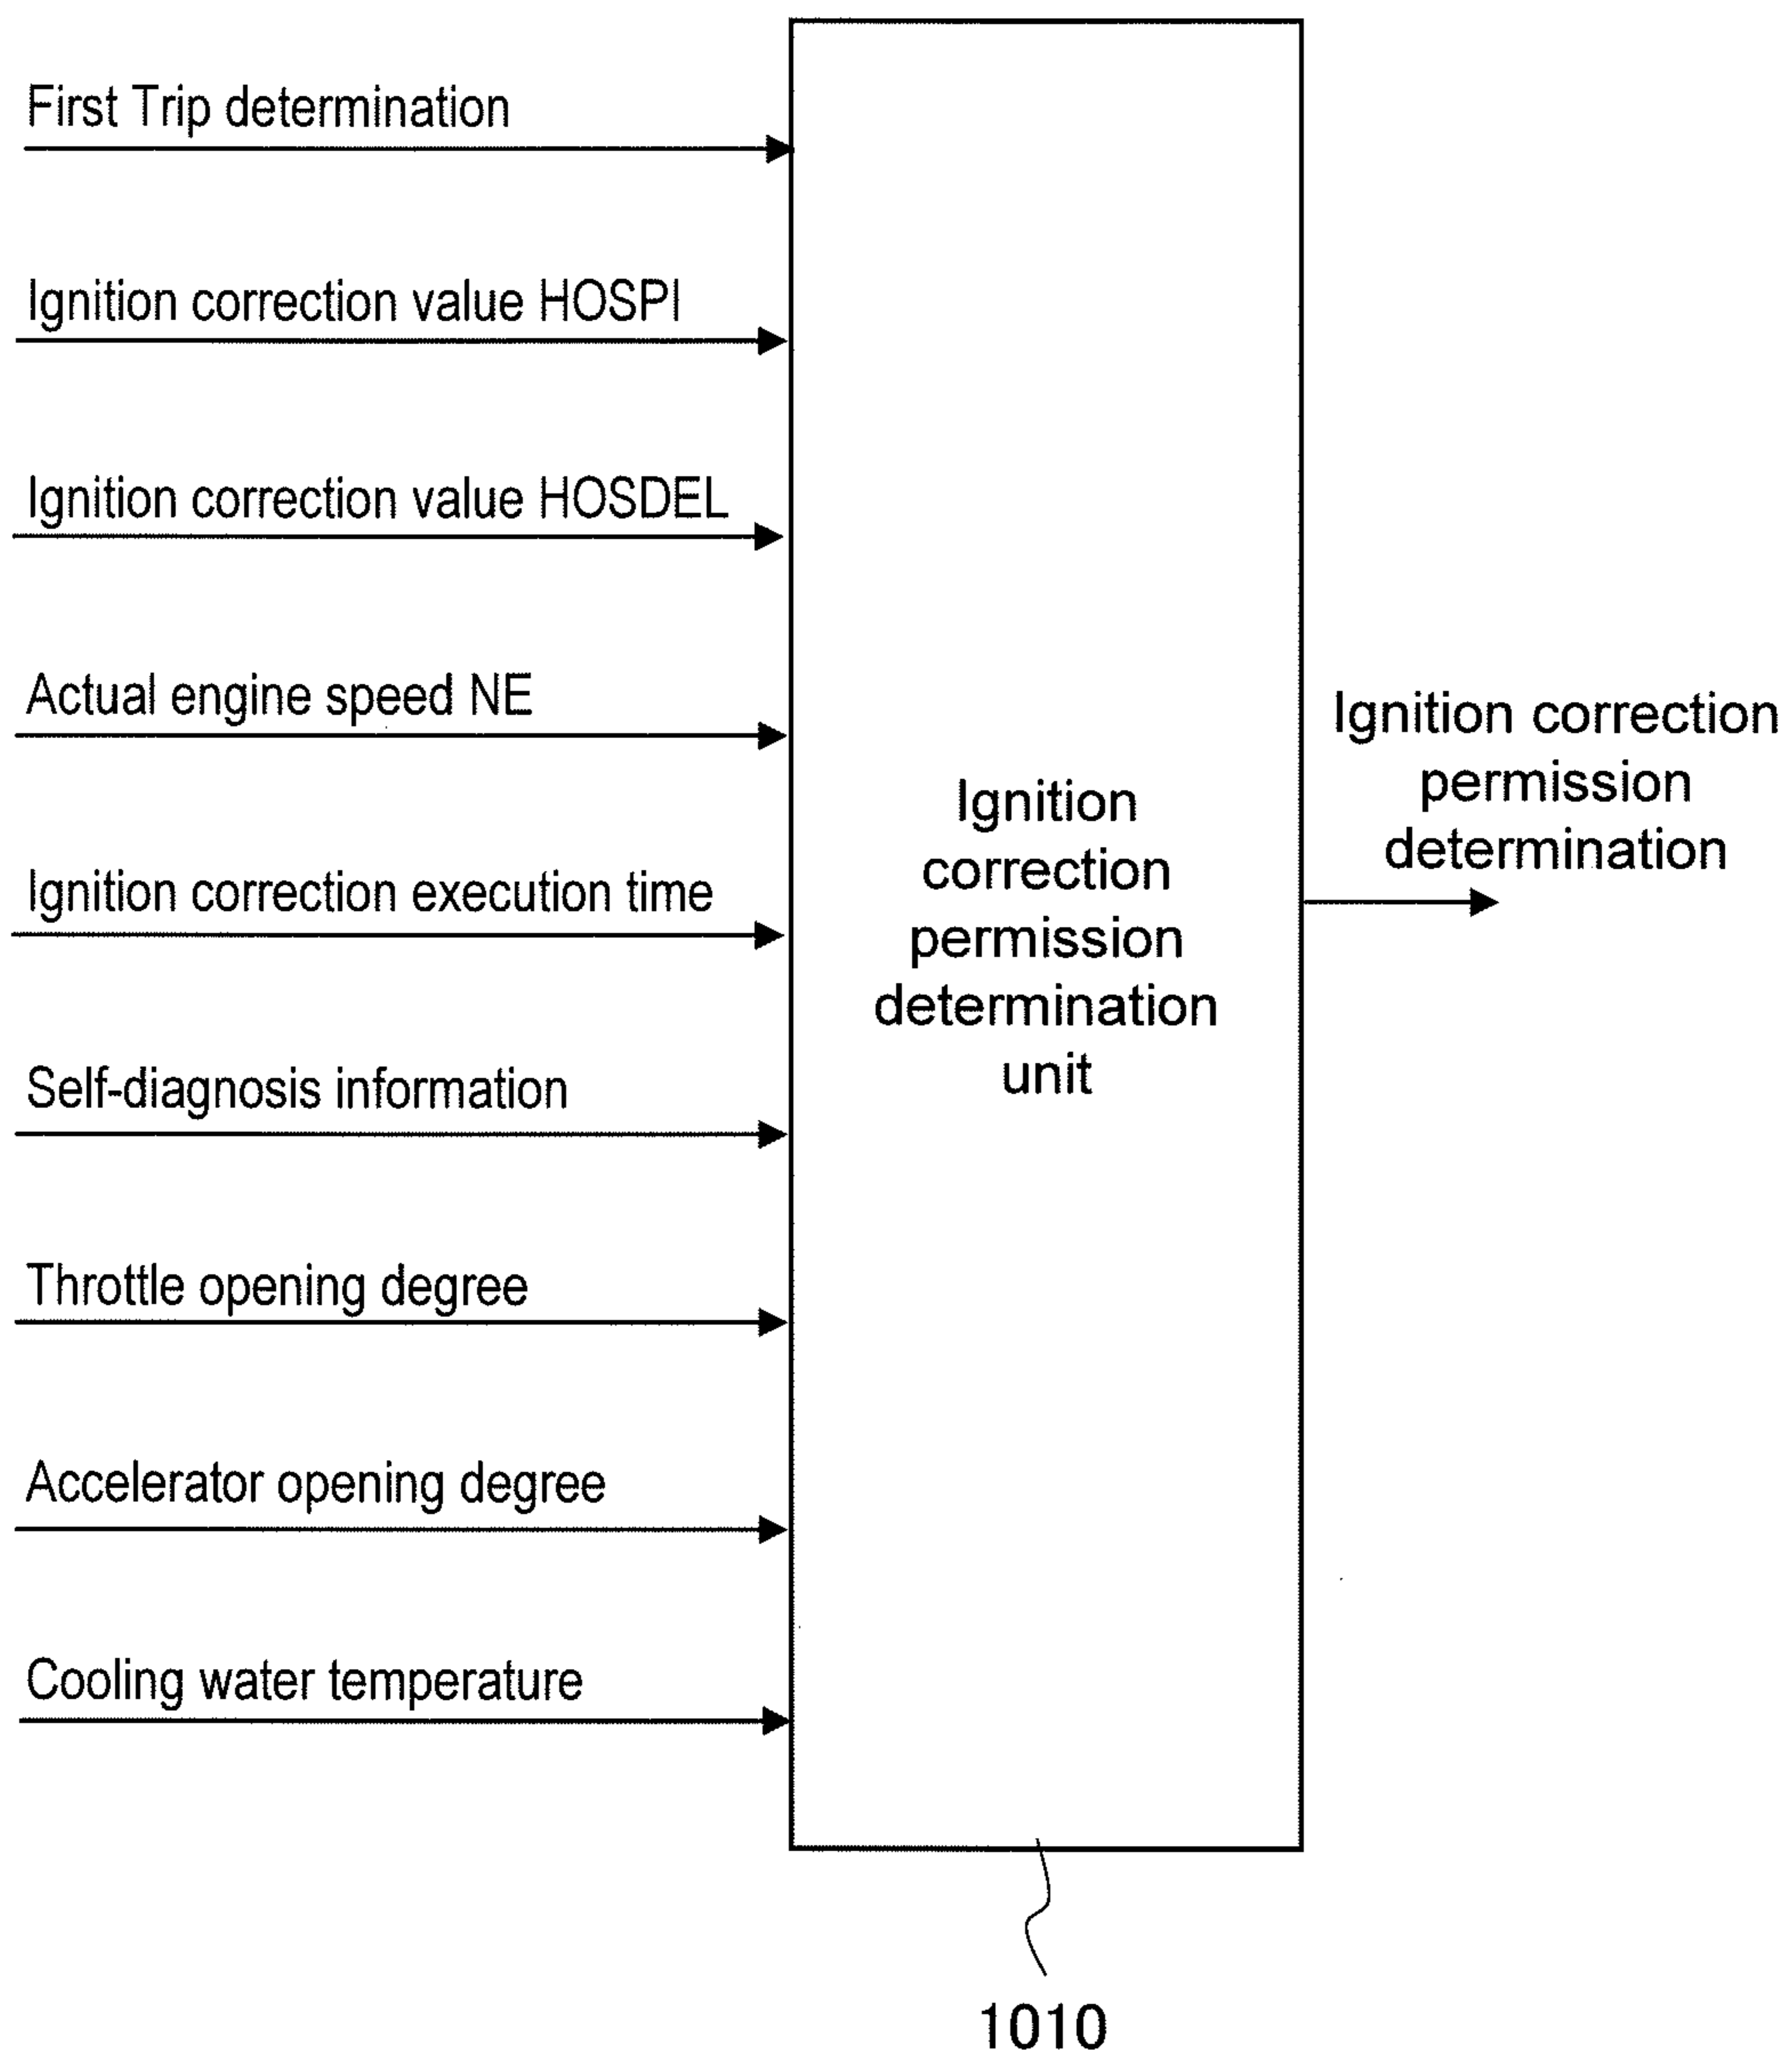 First Trip determination
Ignition correction value HOSPI
Ignition correction value HOSDEL
Actual engine speed NE
Ignition correction execution time
Self-diagnosis information
Throttle opening degree
Accelerator opening degree
Cooling water temperature
Ignition
correction
permission
determination
unit
Ignition correction
permission
determination
1010